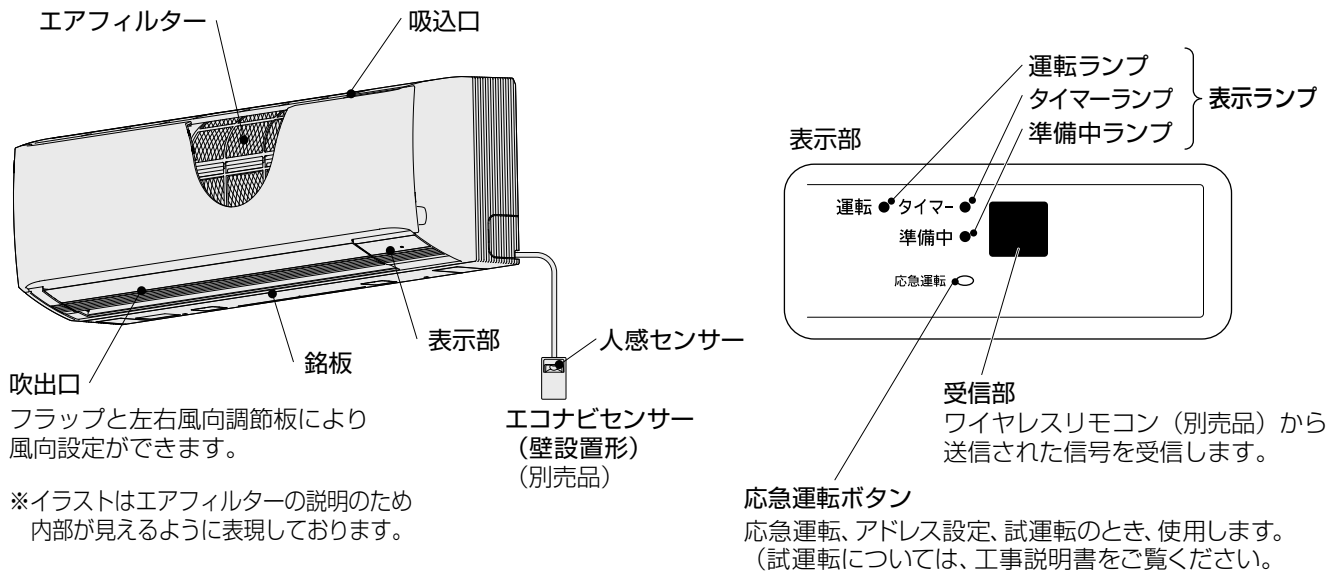 エアフィルター
吸込口
吹出口
フラップと左右風向調節板により
風向設定ができます。
※イラストはエアフィルターの説明のため
内部が見えるように表現しております。
銘板
表示部
人感センサー
エコナビセンサー
(壁設置形)
(別売品)
運転ランプ
タイマーランプ
準備中ランプ
表示ランプ
表示部
運転 タイマー
準備中
応急運転
受信部
ワイヤレスリモコン(別売品)から
送信された信号を受信します。
応急運転ボタン
応急運転、アドレス設定、試運転のとき、使用します。
(試運転については、工事説明書をご覧ください。